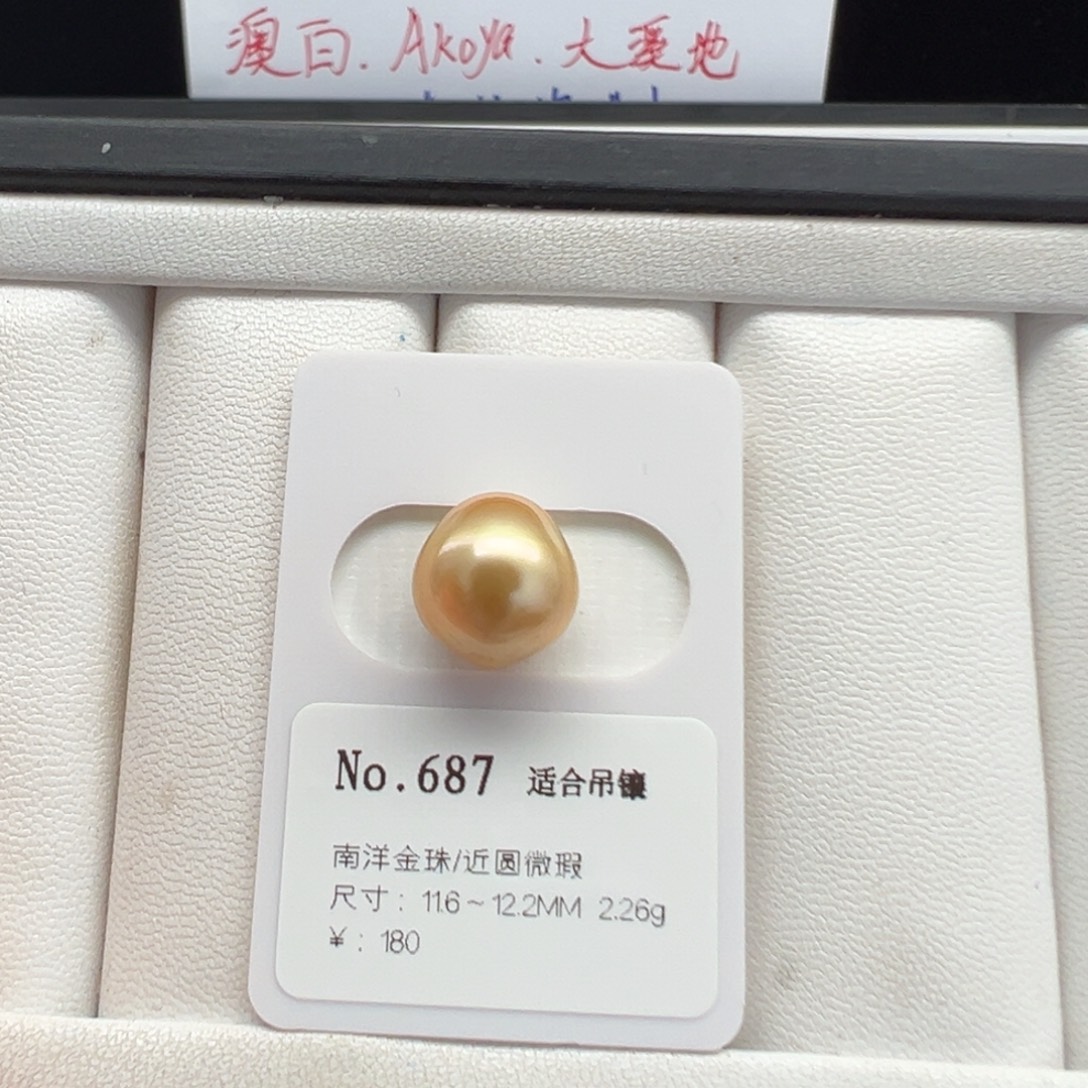 澳白.Akoya.大溪地
No.687 适合吊镶
南洋金珠/近圆微瑕
尺寸：11.6~12.2MM 2.26g
¥：180